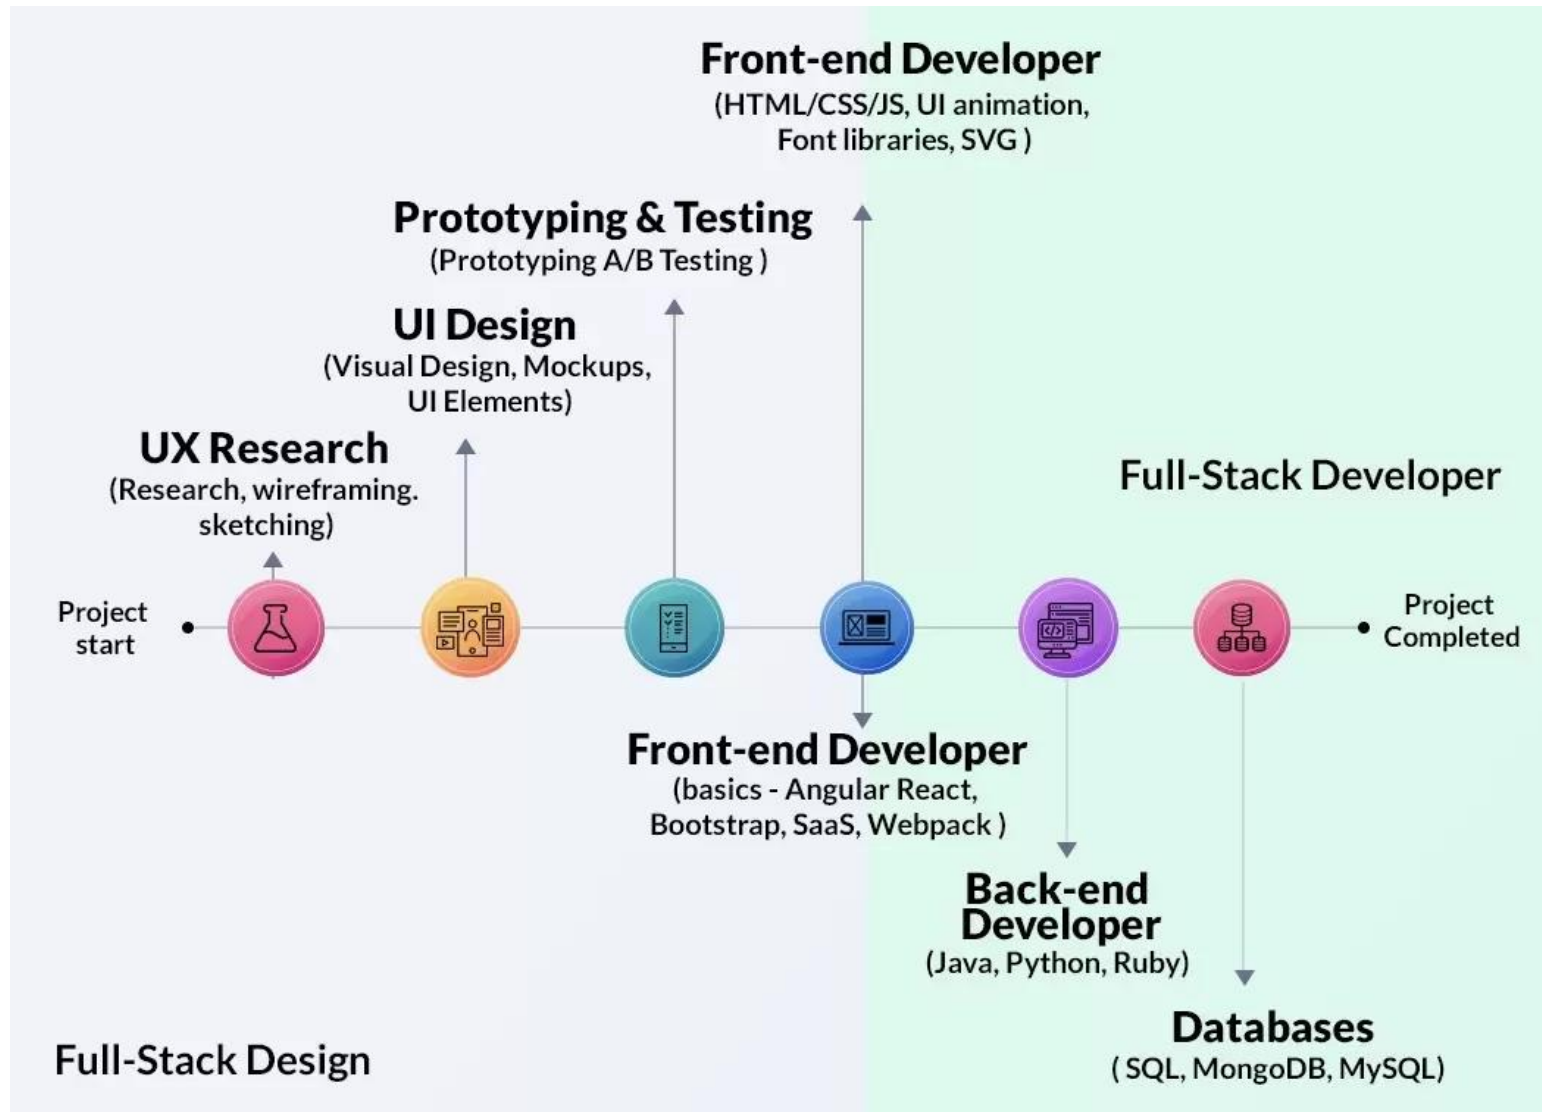 Front-end Developer
(HTML/CSS/JS, UI animation,
Font libraries, SVG )
Prototyping & Testing
(Prototyping A/B Testing )
UI Design
(Visual Design, Mockups,
UI Elements)
UX Research
(Research, wireframing.
sketching)
Full-Stack Developer
Project
start
Project
Completed
Front-end Developer
(basics - Angular React,
Bootstrap, SaaS, Webpack )
Back-end
Developer
(Java, Python, Ruby)
Databases
( SQL, MongoDB, MySQL)
Full-Stack Design